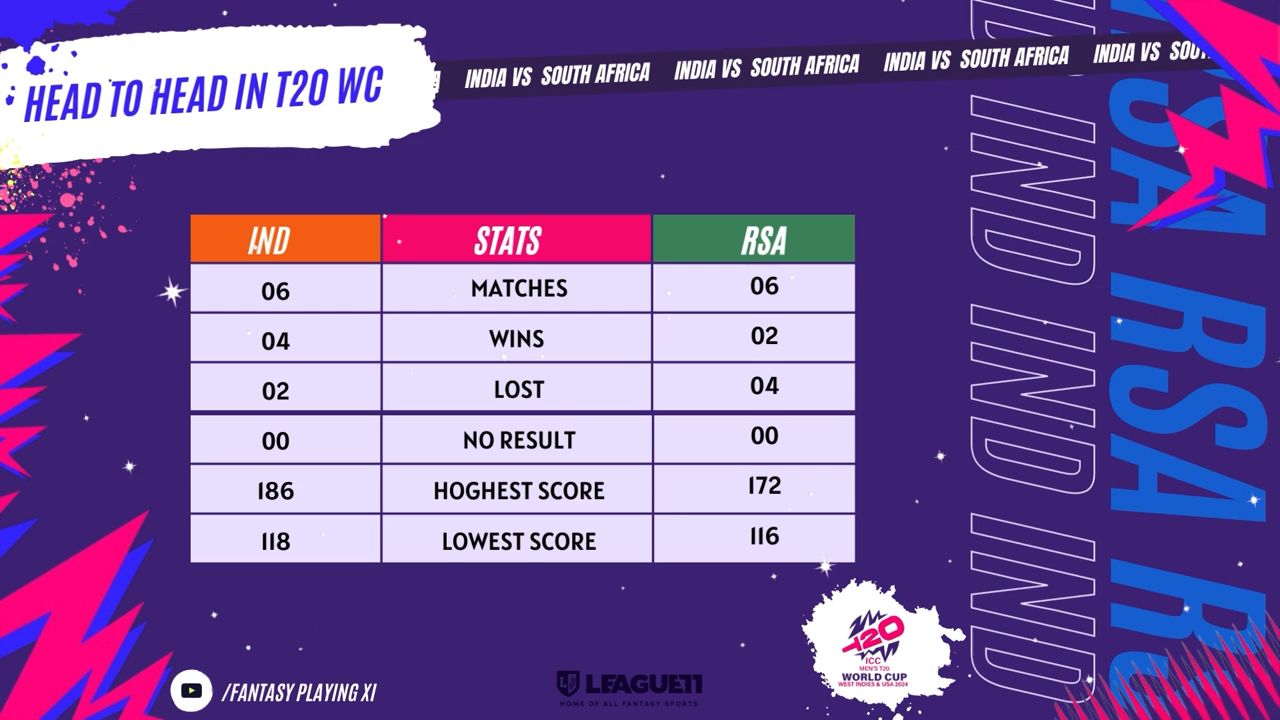 HEAD TO HEAD IN T20 WC
INDIA VS SOUTH AFRICA INDIA VS SOUTH AFRICA INDIA VS SOUTH AFRICA INDIA VS
IND STATS RSA
06 MATCHES 06
04 WINS 02
02 LOST 04
00 NO RESULT 00
186 HOGHEST SCORE 172
118 LOWEST SCORE 116
IND IND IND
RSA RSA
/FANTASY PLAYING XI
LEAGUE11
HOME OF ALL FANTASY SPORTS
T20
ICC
MEN'S T20
WORLD CUP
WEST INDIES & USA 2024